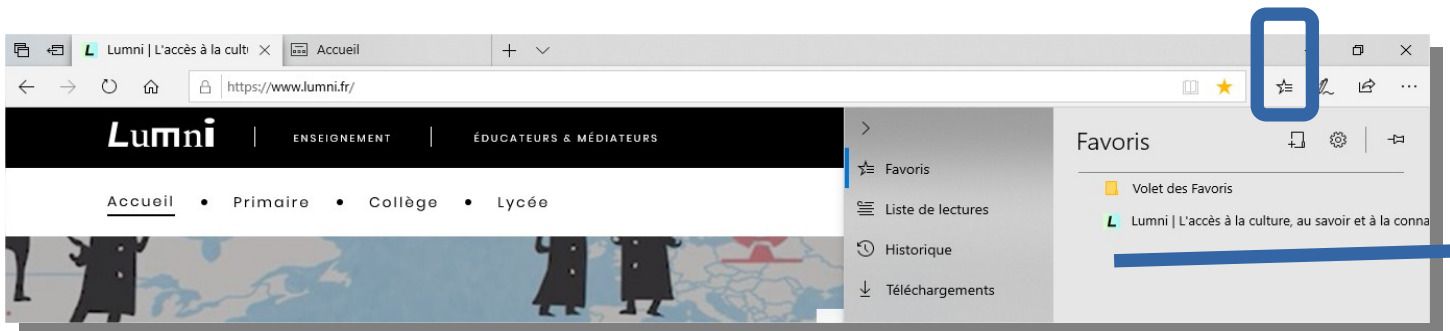 Lumni | L'accès à la cultu
Accueil
https://www.lumni.fr/
Lumni | ENSEIGNEMENT | ÉDUCATEURS & MÉDIATEURS
Accueil • Primaire • Collège • Lycée
Favoris
Liste de lectures
Historique
Téléchargements
Favoris
Volet des Favoris
L Lumni | L'accès à la culture, au savoir et à la conna